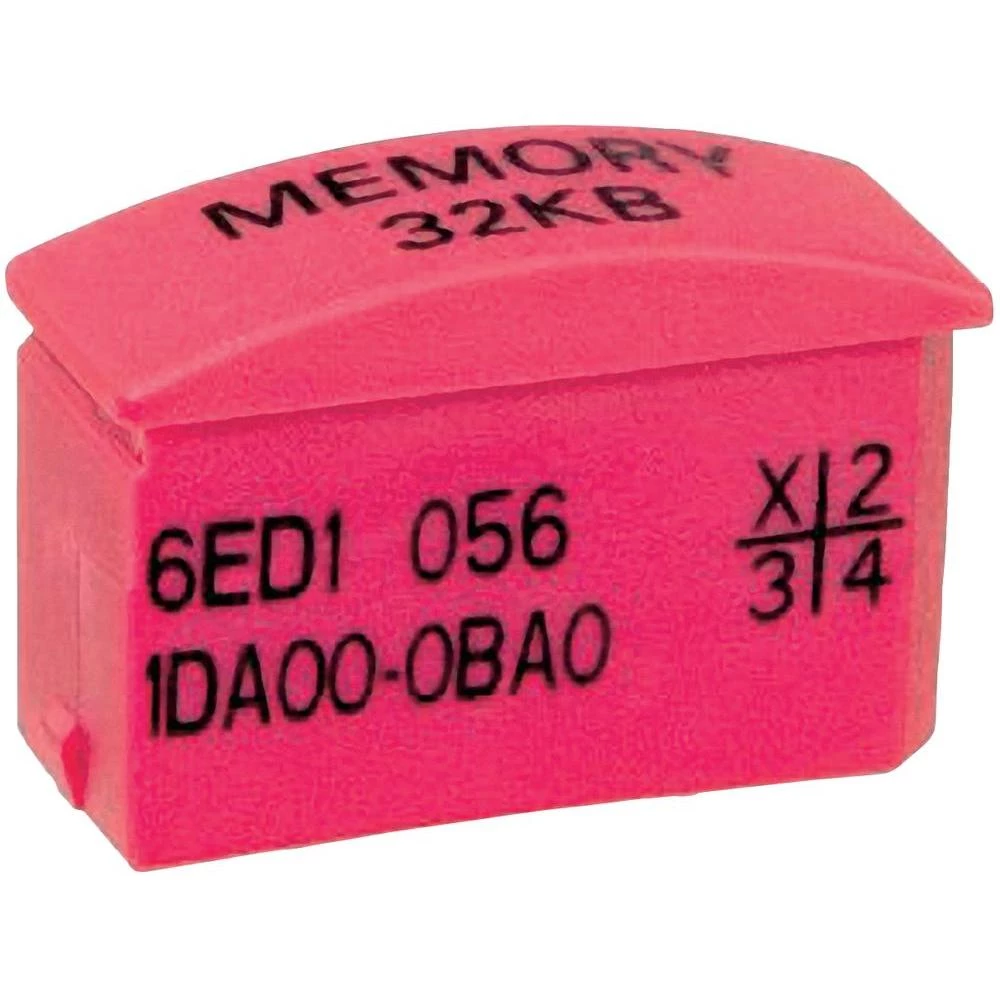 MEMORY
32KB
6ED1 056
1DA00-0BA0
X 2
3 4